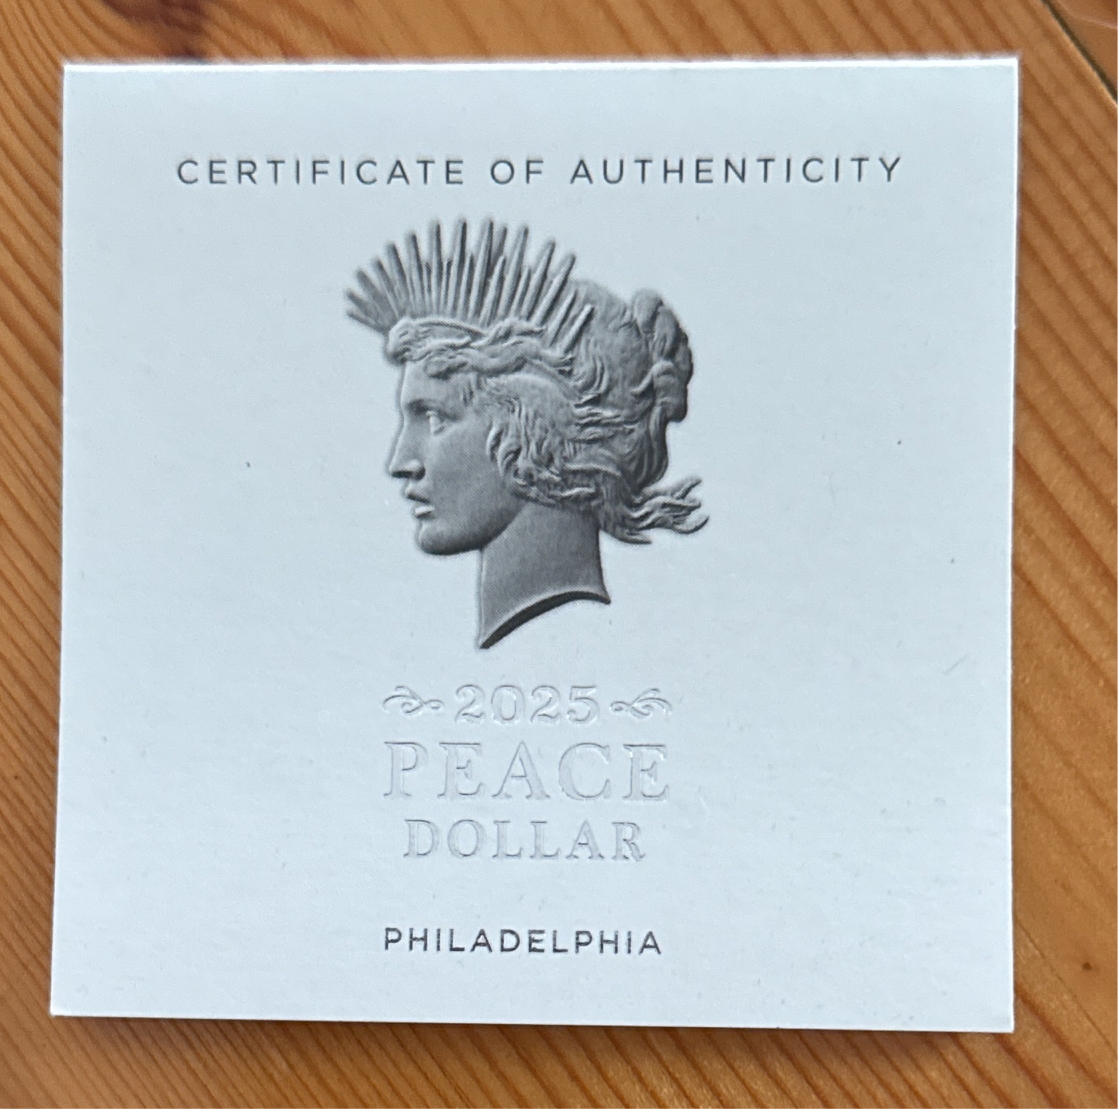 CERTIFICATE OF AUTHENTICITY
2025
PEACE
DOLLAR
PHILADELPHIA